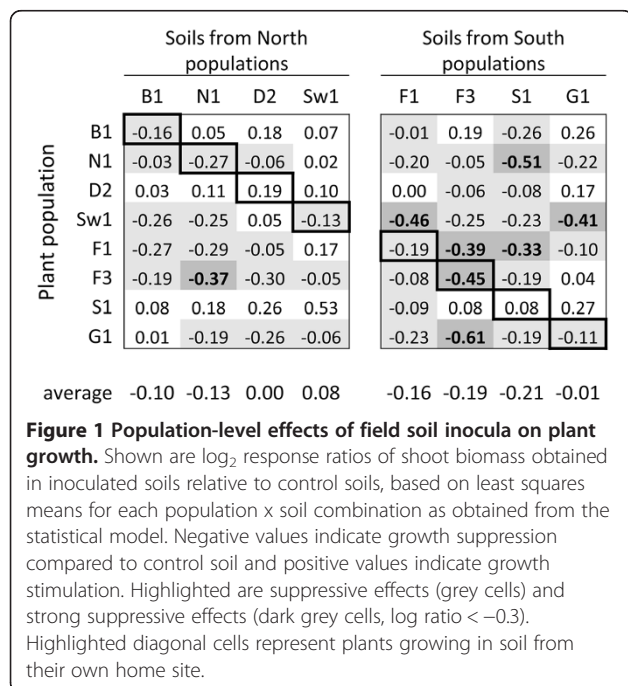 Soils from North populations
Soils from South populations
B1 N1 D2 Sw1 F1 F3 S1 G1
Plant population
B1 -0.16 0.05 0.18 0.07 -0.01 0.19 -0.26 0.26
N1 -0.03 -0.27 -0.06 0.02 -0.20 -0.05 -0.51 -0.22
D2 0.03 0.11 0.19 0.10 0.00 -0.06 -0.08 0.17
Sw1 -0.26 -0.25 0.05 -0.13 -0.46 -0.25 -0.23 -0.41
F1 -0.27 -0.29 -0.05 0.17 -0.19 -0.39 -0.33 -0.10
F3 -0.19 -0.37 -0.30 -0.05 -0.08 -0.45 -0.19 0.04
S1 0.08 0.18 0.26 0.53 -0.09 0.08 0.08 0.27
G1 0.01 -0.19 -0.26 -0.06 -0.23 -0.61 -0.19 -0.11
average -0.10 -0.13 0.00 0.08 -0.16 -0.19 -0.21 -0.01
Figure 1 Population-level effects of field soil inocula on plant
growth. Shown are log₂ response ratios of shoot biomass obtained
in inoculated soils relative to control soils, based on least squares
means for each population x soil combination as obtained from the
statistical model. Negative values indicate growth suppression
compared to control soil and positive values indicate growth
stimulation. Highlighted are suppressive effects (grey cells) and
strong suppressive effects (dark grey cells, log ratio < −0.3).
Highlighted diagonal cells represent plants growing in soil from
their own home site.